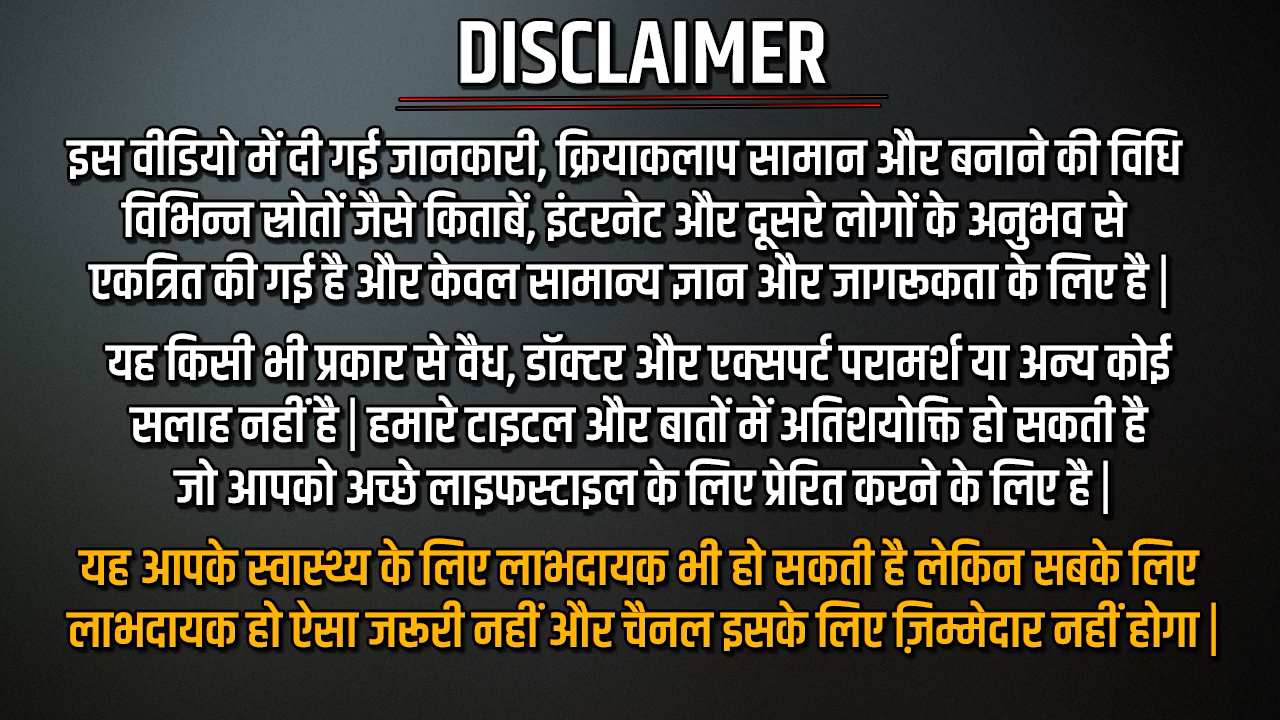 DISCLAIMER
इस वीडियो में दी गई जानकारी, क्रियाकलाप सामान और बनाने की विधि
विभिन्न स्रोतों जैसे किताबें, इंटरनेट और दूसरे लोगों के अनुभव से
एकत्रित की गई है और केवल सामान्य ज्ञान और जागरूकता के लिए है |
यह किसी भी प्रकार से वैध, डॉक्टर और एक्सपर्ट परामर्श या अन्य कोई
सलाह नहीं है | हमारे टाइटल और बातों में अतिशयोक्ति हो सकती है
जो आपको अच्छे लाइफस्टाइल के लिए प्रेरित करने के लिए है |
यह आपके स्वास्थ्य के लिए लाभदायक भी हो सकती है लेकिन सबके लिए
लाभदायक हो ऐसा जरूरी नहीं और चैनल इसके लिए ज़िम्मेदार नहीं होगा |